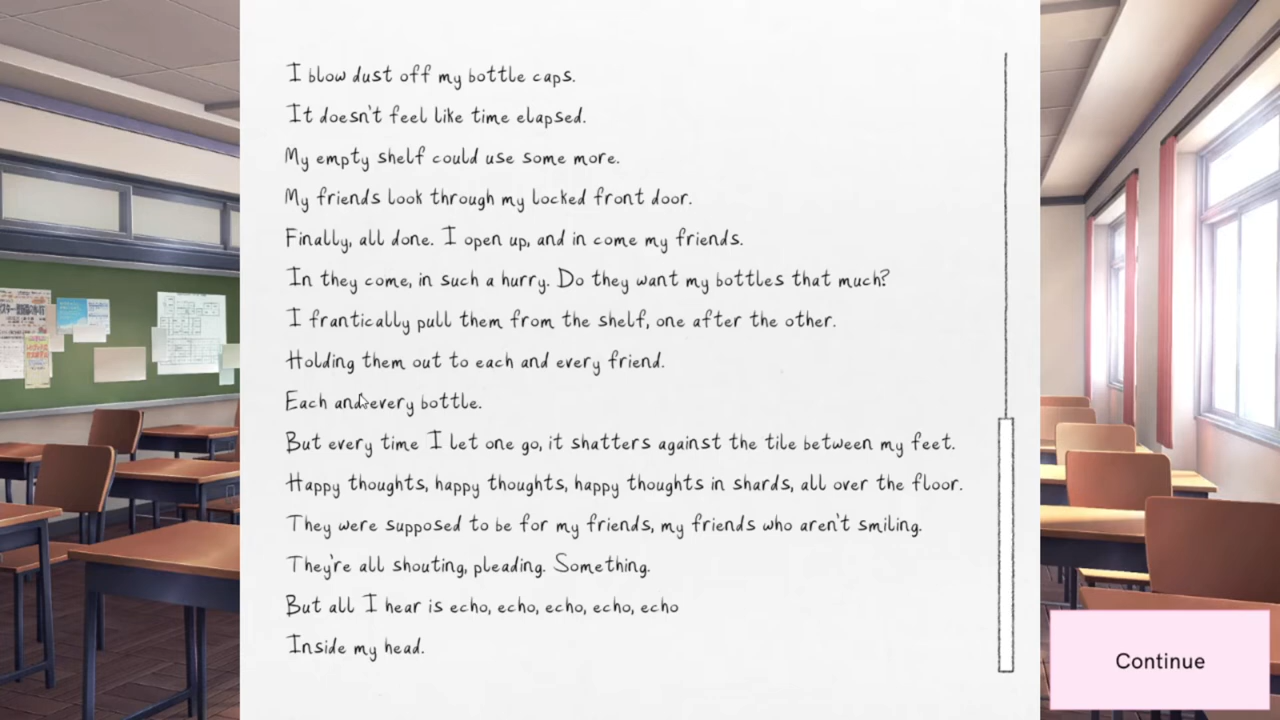 I blow dust off my bottle caps.
It doesn't feel like time elapsed.
My empty shelf could use some more.
My friends look through my locked front door.
Finally, all done. I open up, and in come my friends.
In they come, in such a hurry. Do they want my bottles that much?
I frantically pull them from the shelf, one after the other.
Holding them out to each and every friend.
Each and every bottle.
But every time I let one go, it shatters against the tile between my feet.
Happy thoughts, happy thoughts, happy thoughts in shards, all over the floor.
They were supposed to be for my friends, my friends who aren't smiling.
They're all shouting, pleading. Something.
But all I hear is echo, echo, echo, echo, echo
Inside my head.
Continue